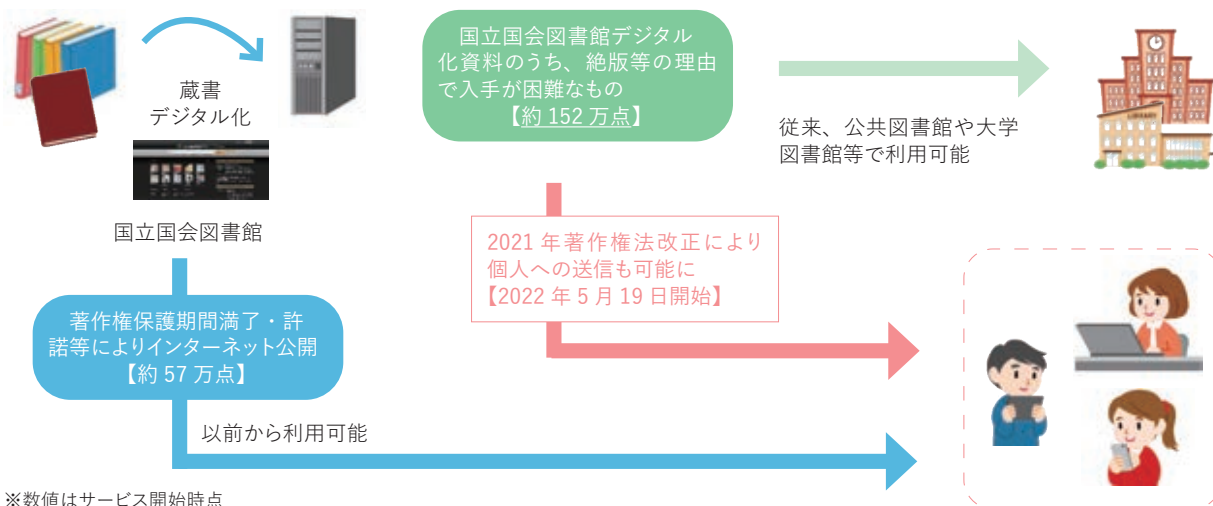 蔵書
デジタル化
国立国会図書館
国立国会図書館デジタル
化資料のうち、絶版等の理由
で入手が困難なもの
【約 152 万点】
従来、公共図書館や大学
図書館等で利用可能
LIBRARY
2021 年著作権法改正により
個人への送信も可能に
【2022 年 5 月 19 日開始】
著作権保護期間満了・許
諾等によりインターネット公開
【約 57 万点】
以前から利用可能
※数値はサービス開始時点